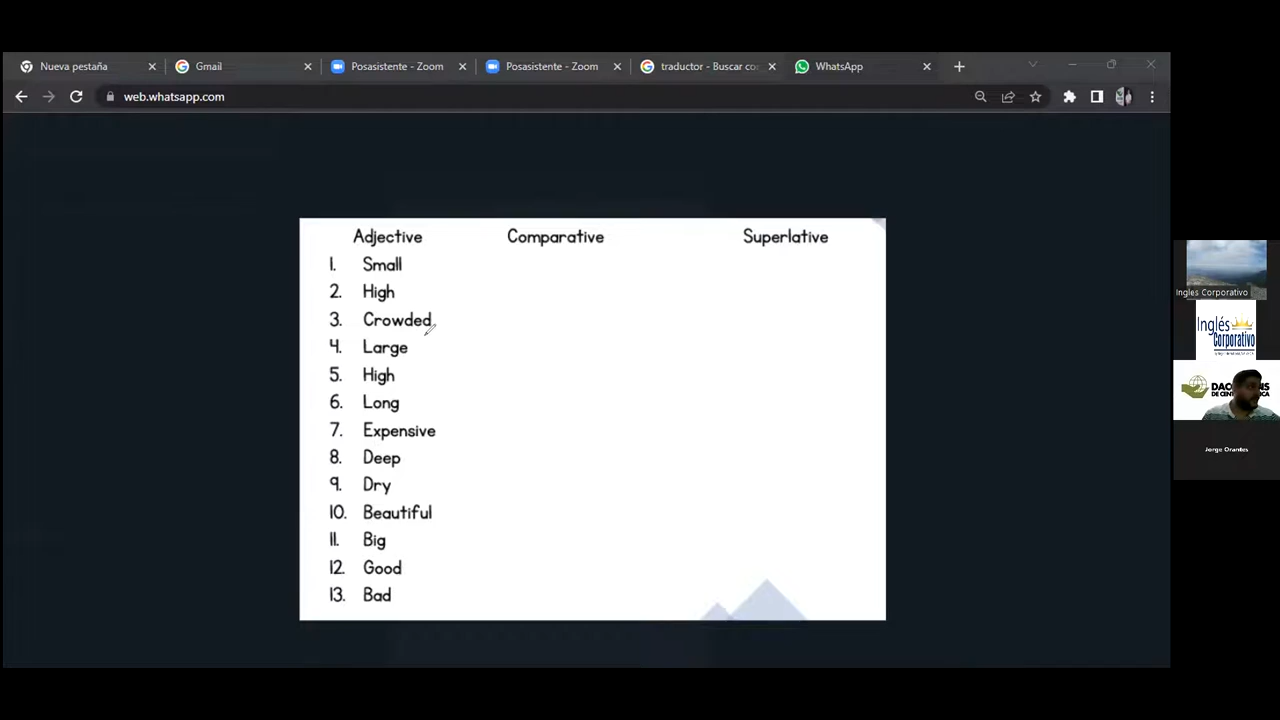 Nueva pestaña
Gmail
Posasistente - Zoom
Posasistente - Zoom
traductor - Buscar co
WhatsApp
web.whatsapp.com
Adjective Comparative Superlative
1. Small
2. High
3. Crowded
4. Large
5. High
6. Long
7. Expensive
8. Deep
9. Dry
10. Beautiful
11. Big
12. Good
13. Bad
Ingles Corporativo
Inglés
Corporativo
Jorge Orantes